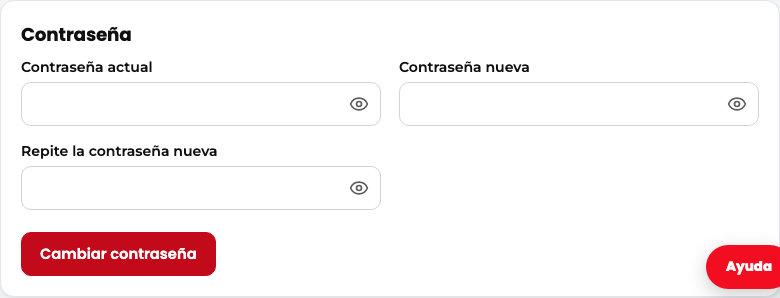 Contraseña
Contraseña actual
Contraseña nueva
Repite la contraseña nueva
Cambiar contraseña
Ayuda